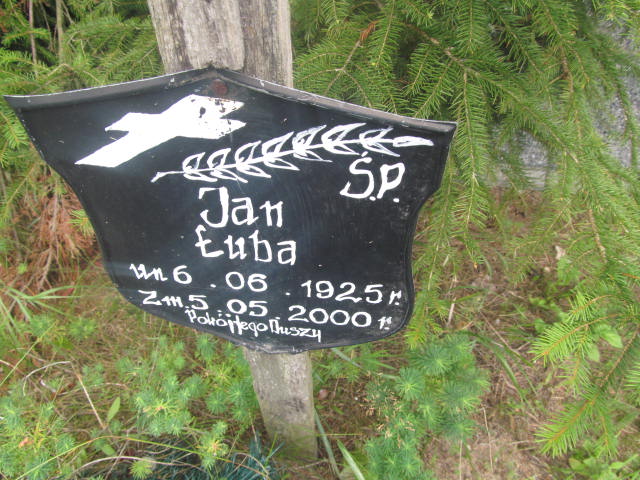 Ś.P.
Jan
Łuba
Ur. 6.06.1925 r.
Zm. 5.05.2000 r.
Pokój Jego Duszy